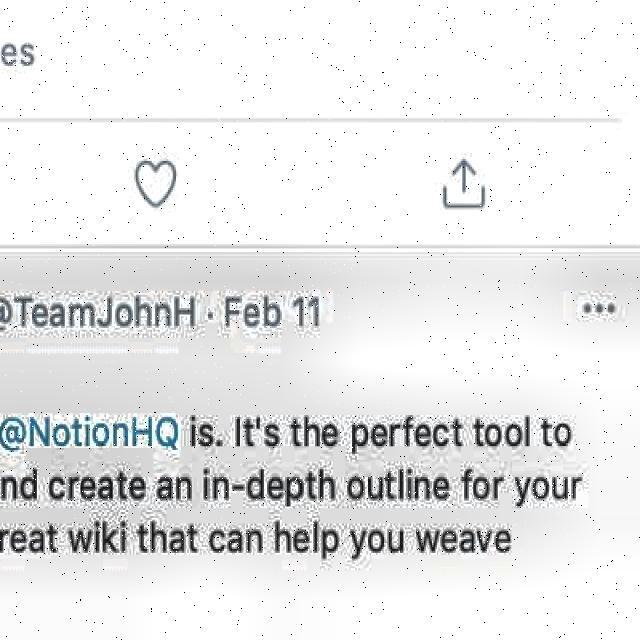 es
@TeamJohnH · Feb 11
@NotionHQ is. It's the perfect tool to
nd create an in-depth outline for your
reat wiki that can help you weave